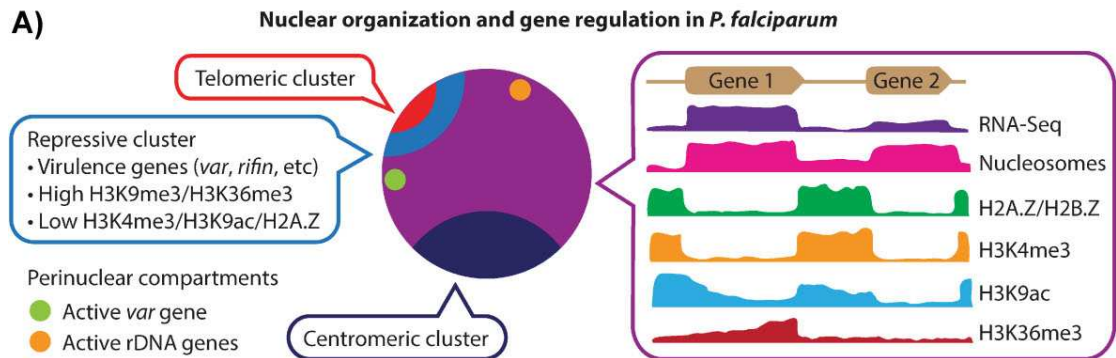 A)
Nuclear organization and gene regulation in P. falciparum
Telomeric cluster
Repressive cluster
• Virulence genes (var, rifin, etc)
• High H3K9me3/H3K36me3
• Low H3K4me3/H3K9ac/H2A.Z
Perinuclear compartments
Active var gene
Active rDNA genes
Centromeric cluster
Gene 1
Gene 2
RNA-Seq
Nucleosomes
H2A.Z/H2B.Z
H3K4me3
H3K9ac
H3K36me3